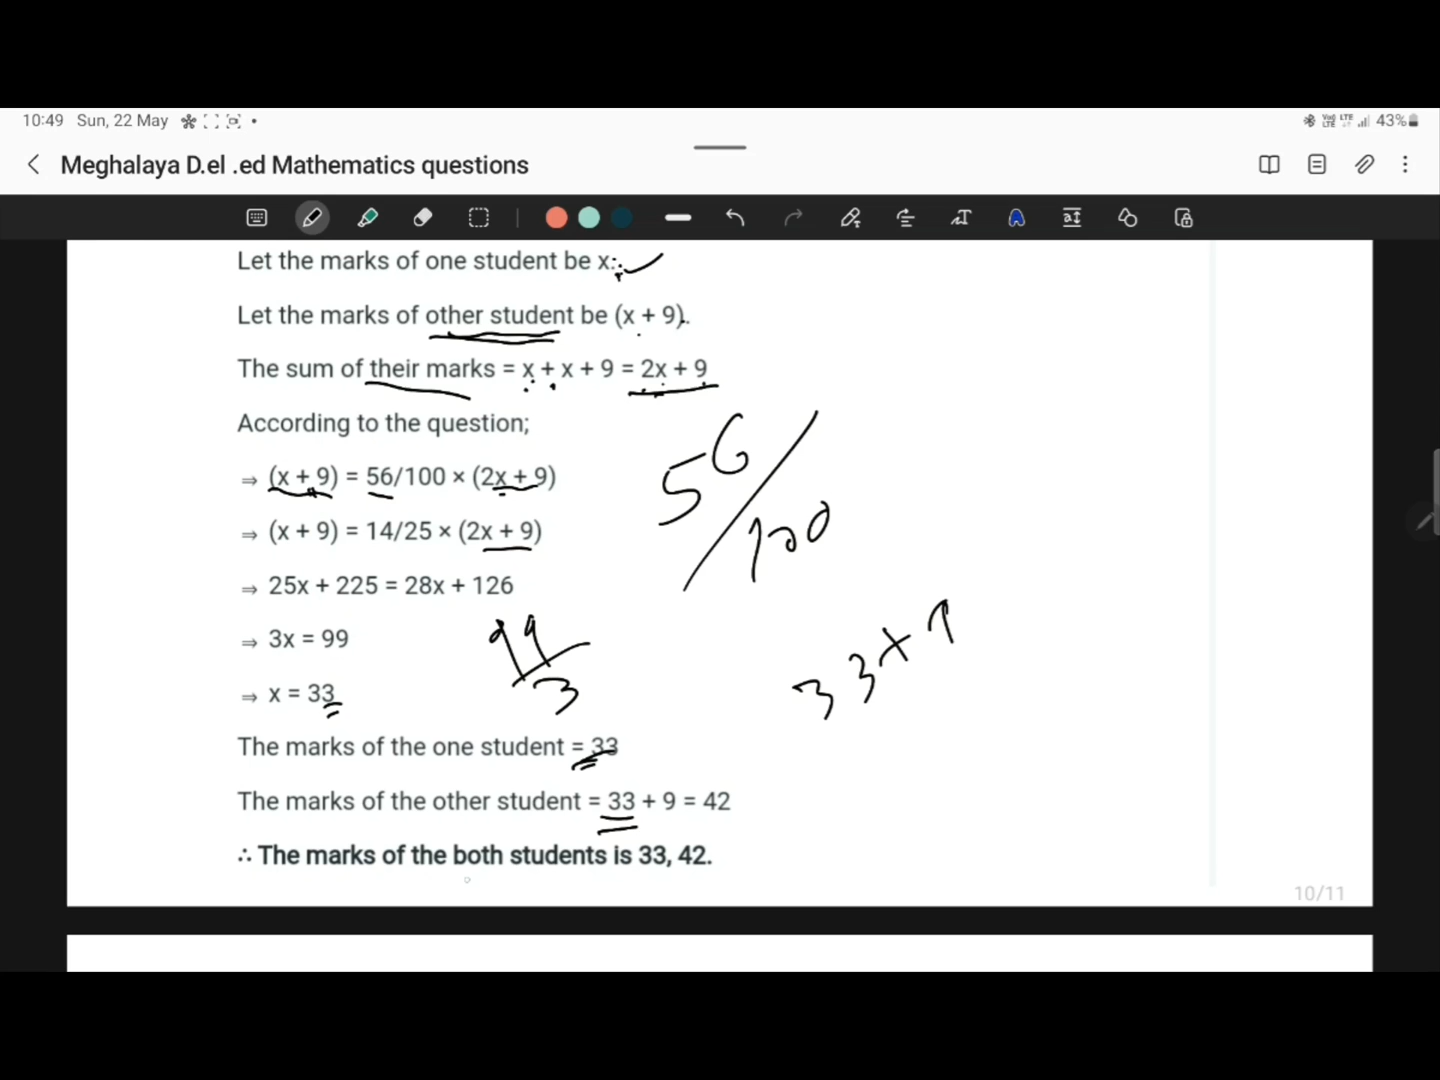 10:49 Sun, 22 May 43%
Meghalaya D.el .ed Mathematics questions
Let the marks of one student be x.
Let the marks of other student be (x + 9).
The sum of their marks = x + x + 9 = 2x + 9
According to the question;
56/100
⇒ (x + 9) = 56/100 × (2x + 9)
⇒ (x + 9) = 14/25 × (2x + 9)
⇒ 25x + 225 = 28x + 126
⇒ 3x = 99
99/3
33+9
⇒ x = 33
The marks of the one student = 33
The marks of the other student = 33 + 9 = 42
∴ The marks of the both students is 33, 42.
10/11